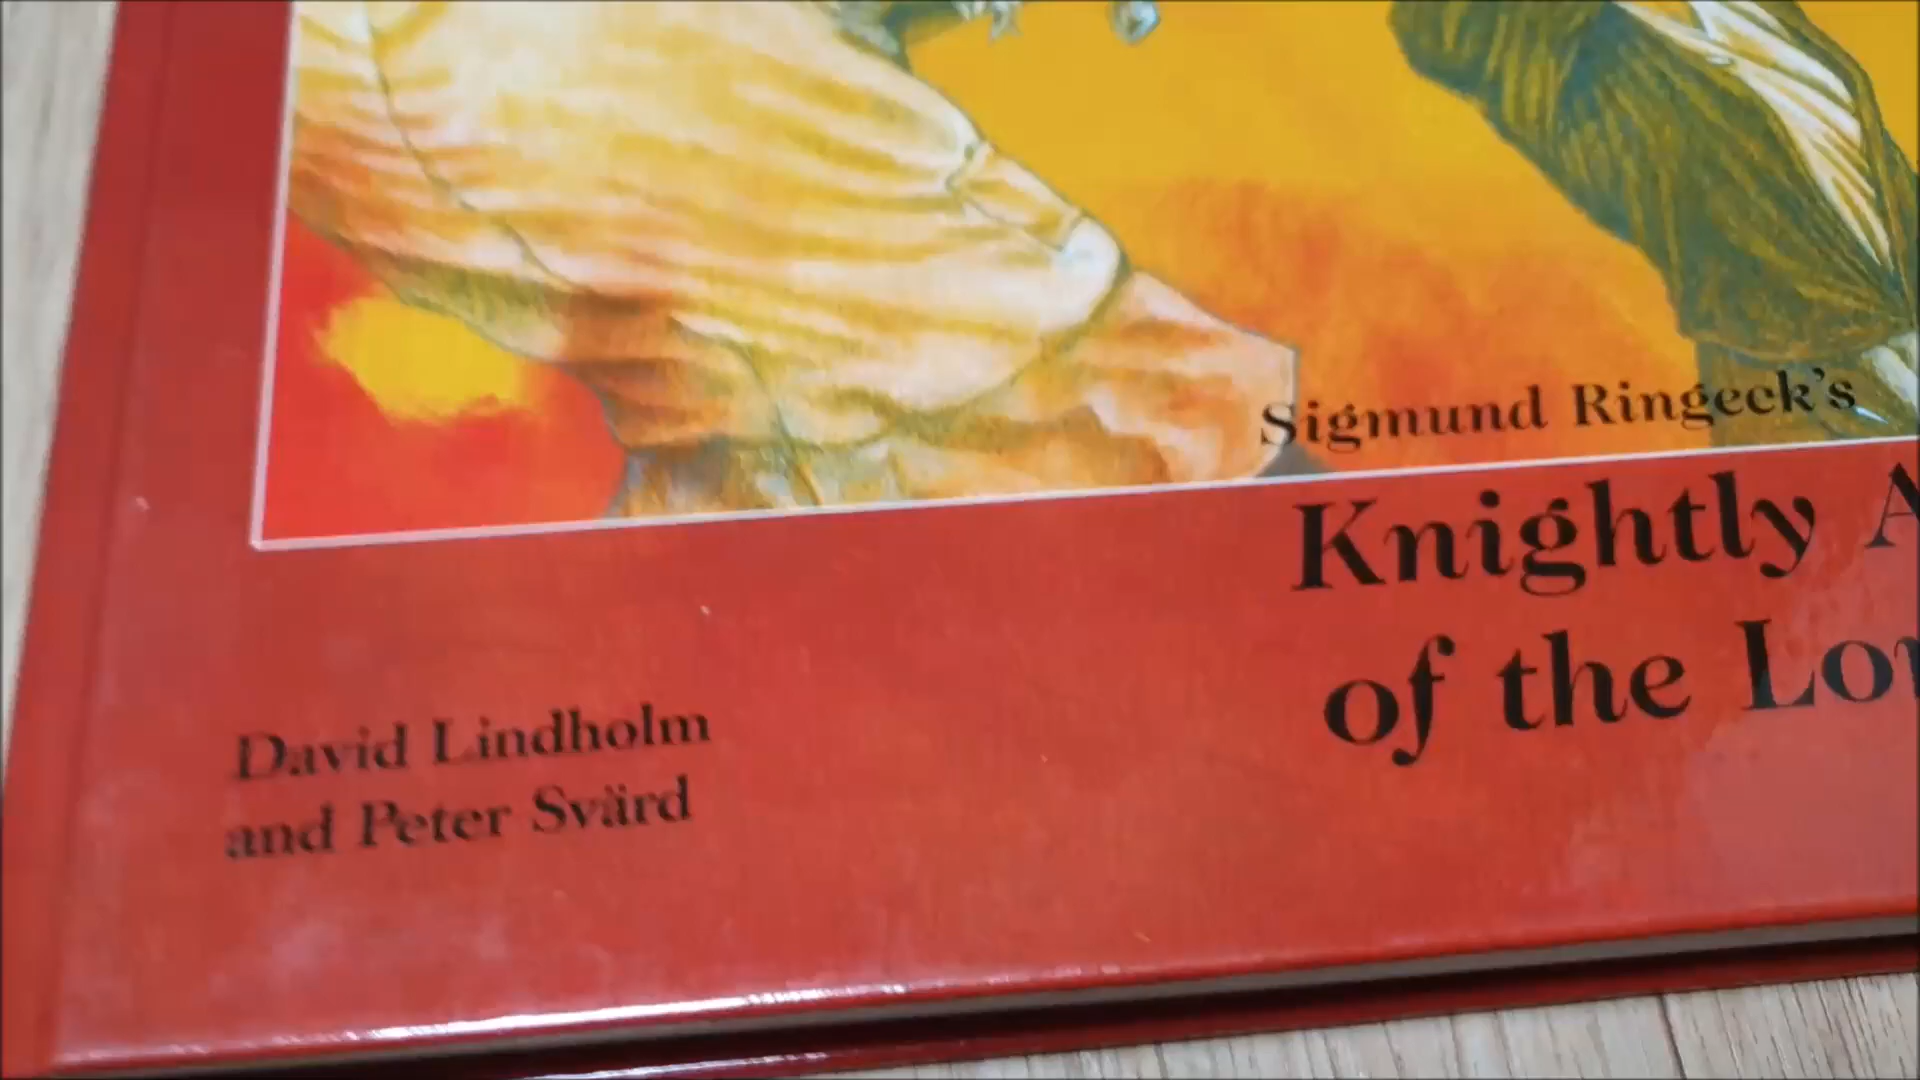 Sigmund Ringeck's
Knightly
of the
David Lindholm
and Peter Svärd